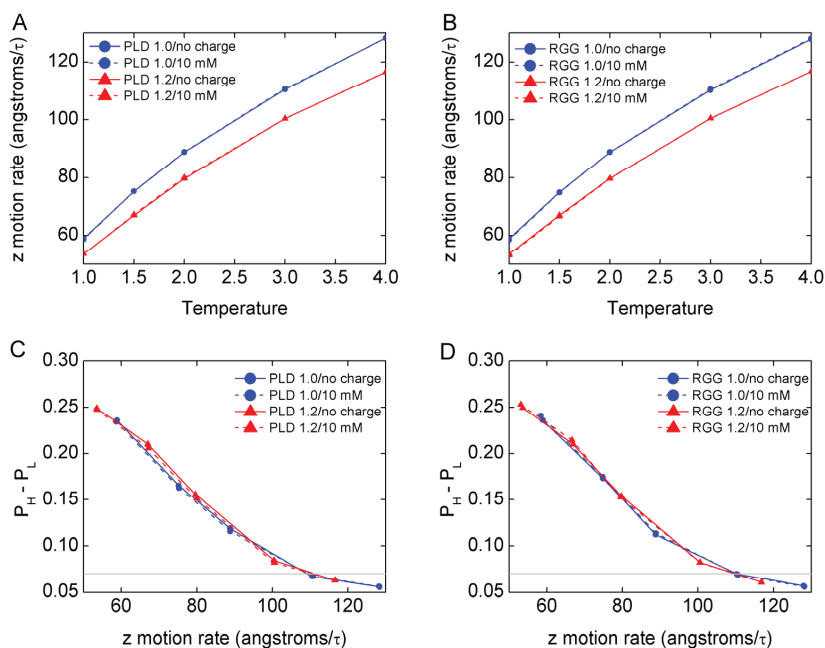 A
PLD 1.0/no charge
PLD 1.0/10 mM
PLD 1.2/no charge
PLD 1.2/10 mM
120
100
80
60
z motion rate (angstroms/τ)
1.0 1.5 2.0 2.5 3.0 3.5 4.0
Temperature
B
RGG 1.0/no charge
RGG 1.0/10 mM
RGG 1.2/no charge
RGG 1.2/10 mM
120
100
80
60
z motion rate (angstroms/τ)
1.0 1.5 2.0 2.5 3.0 3.5 4.0
Temperature
C
PLD 1.0/no charge
PLD 1.0/10 mM
PLD 1.2/no charge
PLD 1.2/10 mM
0.30
0.25
0.20
0.15
0.10
0.05
P_H - P_L
60 80 100 120
z motion rate (angstroms/τ)
D
RGG 1.0/no charge
RGG 1.0/10 mM
RGG 1.2/no charge
RGG 1.2/10 mM
0.30
0.25
0.20
0.15
0.10
0.05
P_H - P_L
60 80 100 120
z motion rate (angstroms/τ)